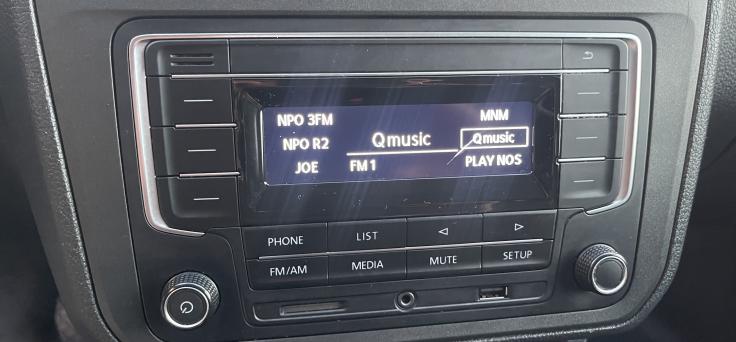 NPO 3FM
MNM
NPO R2
Qmusic
Qmusic
JOE
FM 1
PLAY NOS
PHONE
LIST
FM/AM
MEDIA
MUTE
SETUP